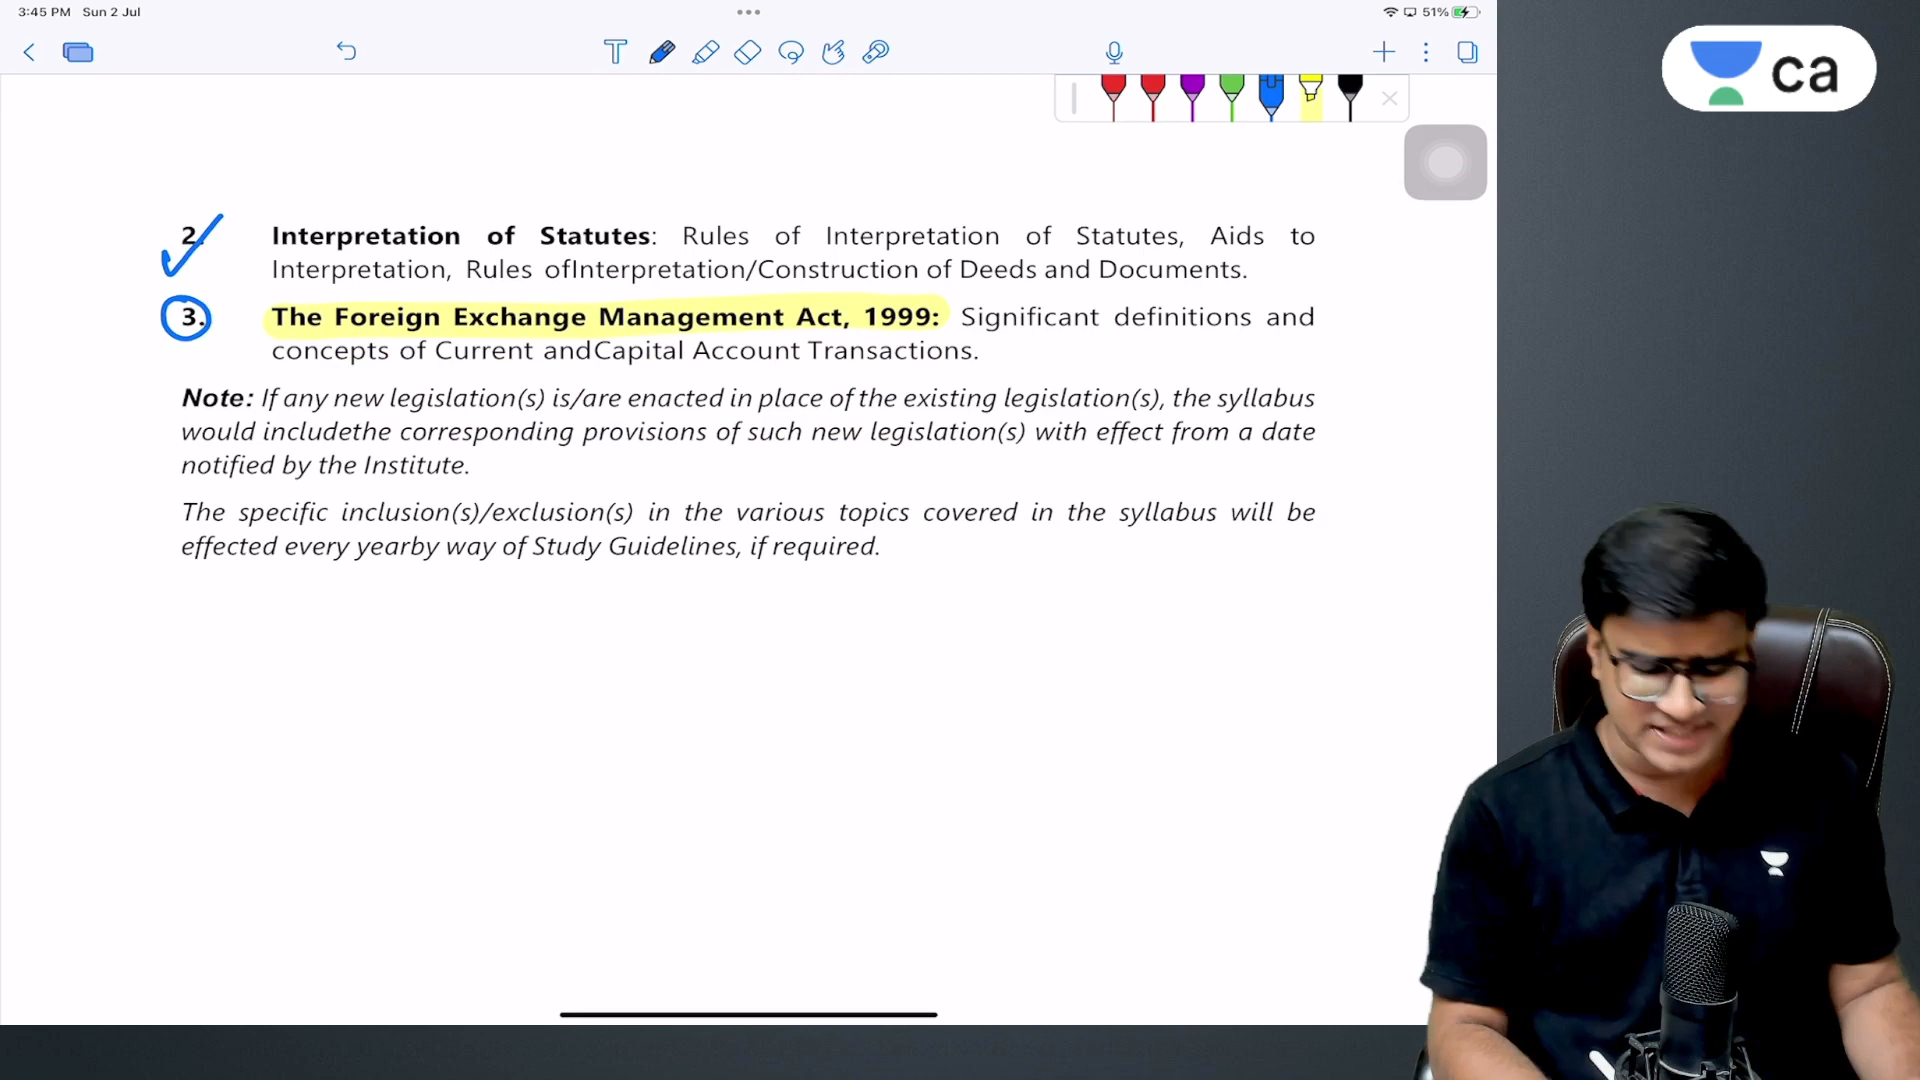 3:45 PM Sun 2 Jul
51%
ca
2. Interpretation of Statutes: Rules of Interpretation of Statutes, Aids to
Interpretation, Rules ofInterpretation/Construction of Deeds and Documents.
3. The Foreign Exchange Management Act, 1999: Significant definitions and
concepts of Current andCapital Account Transactions.
Note: If any new legislation(s) is/are enacted in place of the existing legislation(s), the syllabus
would includethe corresponding provisions of such new legislation(s) with effect from a date
notified by the Institute.
The specific inclusion(s)/exclusion(s) in the various topics covered in the syllabus will be
effected every yearby way of Study Guidelines, if required.